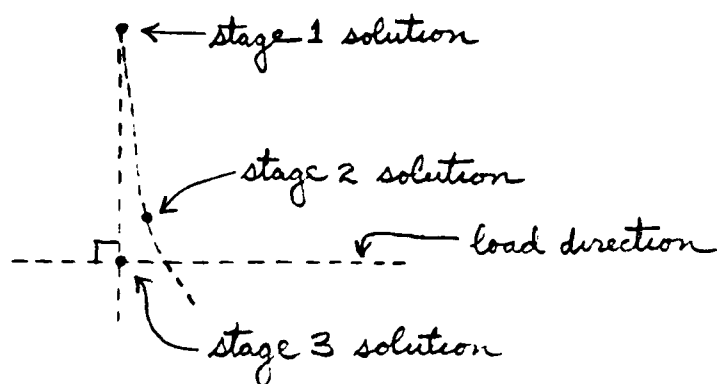 stage 1 solution
stage 2 solution
load direction
stage 3 solution